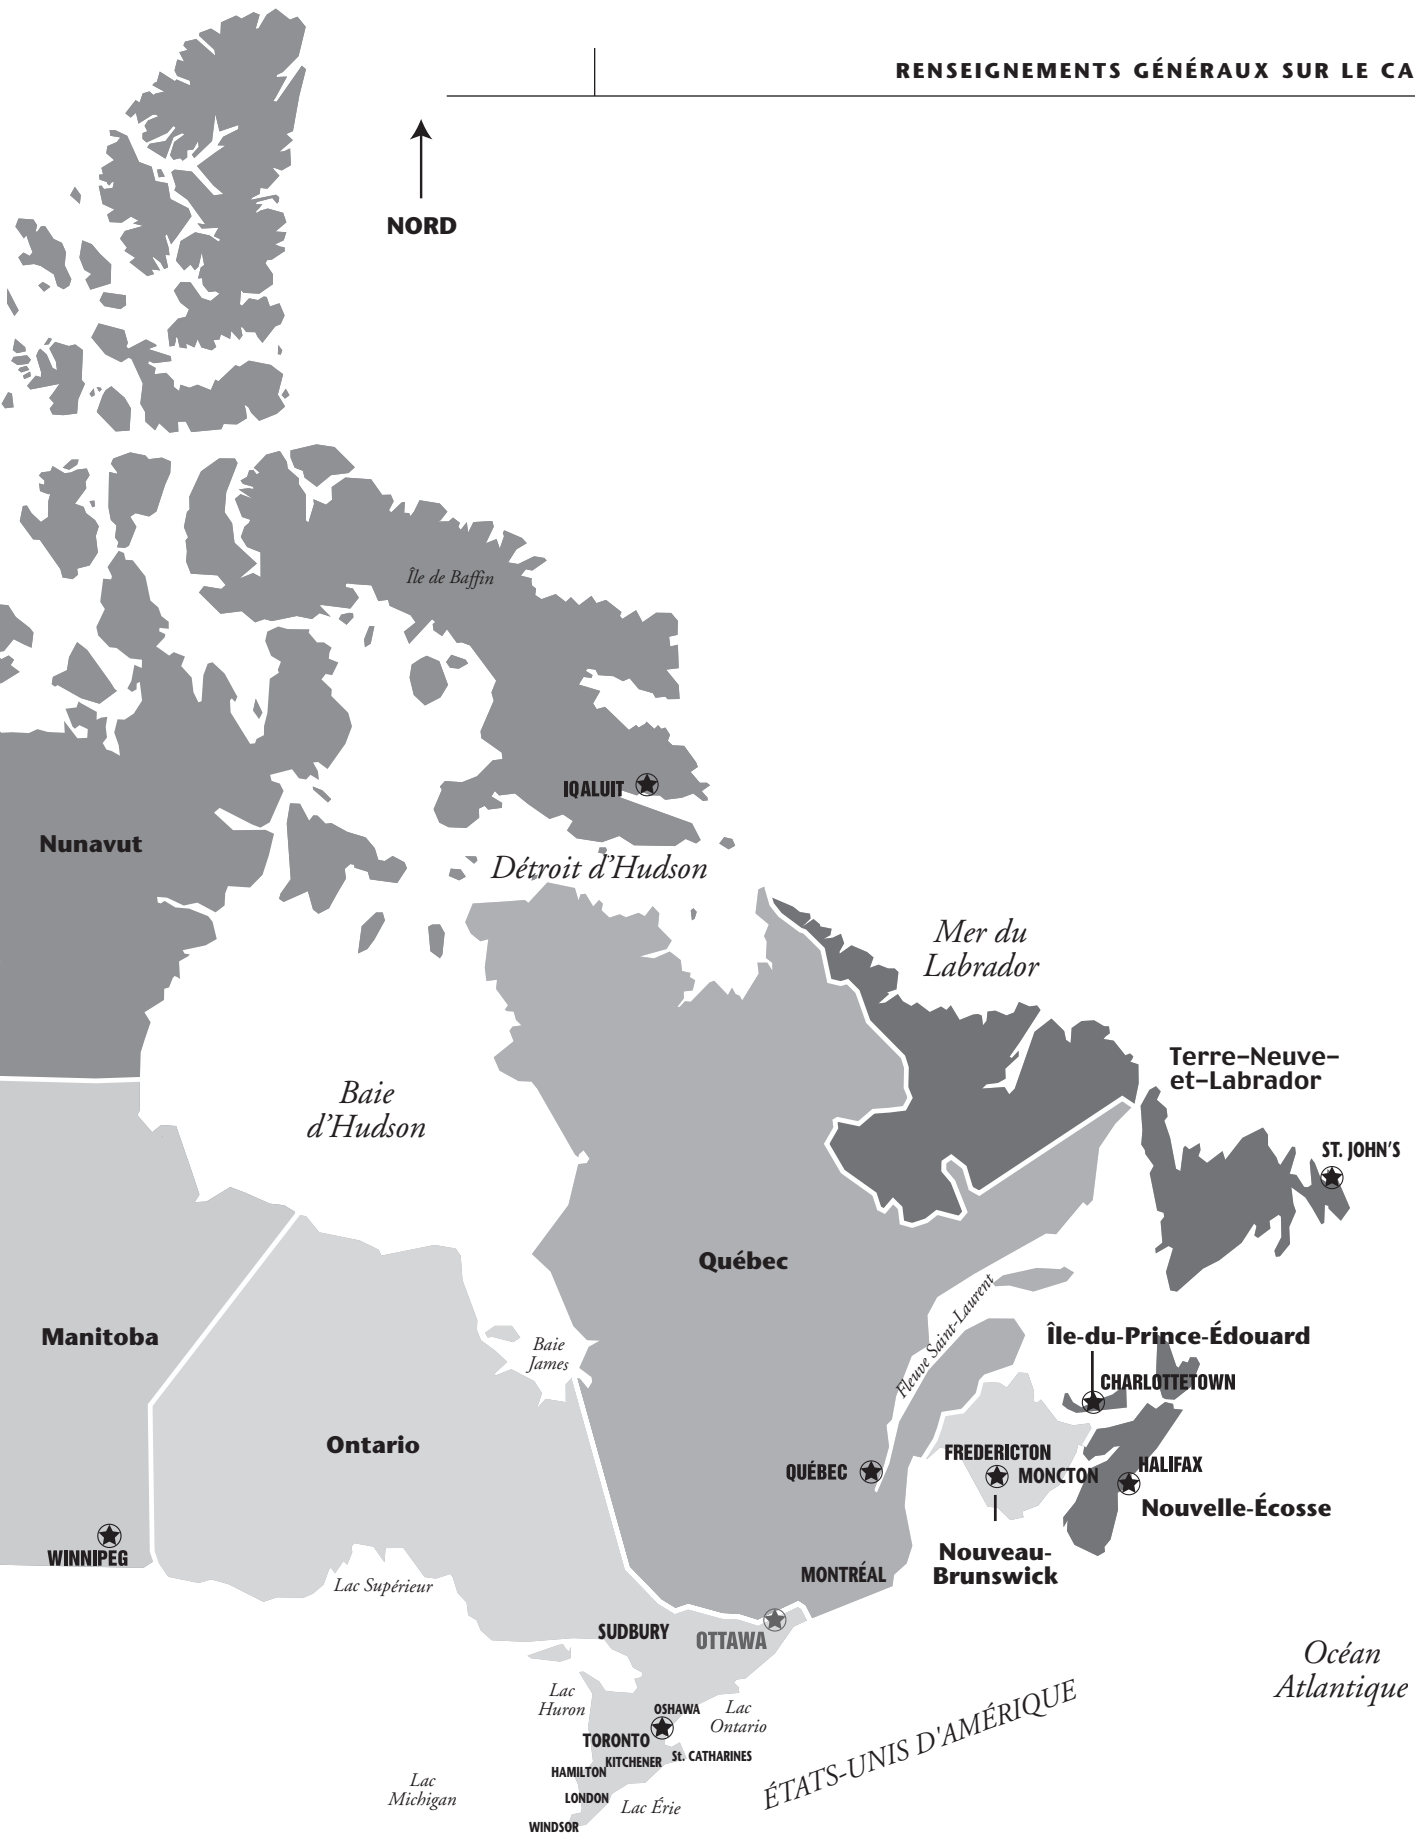 RENSEIGNEMENTS GÉNÉRAUX SUR LE CA
NORD
Île de Baffin
IQALUIT
Nunavut
Détroit d'Hudson
Mer du
Labrador
Terre–Neuve–
et–Labrador
Baie
d'Hudson
ST. JOHN'S
Québec
Fleuve Saint-Laurent
Manitoba
Île-du-Prince-Édouard
Baie
James
CHARLOTTETOWN
Ontario
FREDERICTON
HALIFAX
QUÉBEC
MONCTON
Nouvelle-Écosse
WINNIPEG
Nouveau-
Brunswick
MONTRÉAL
Lac Supérieur
SUDBURY
OTTAWA
Océan
Atlantique
Lac
Huron
OSHAWA
Lac
Ontario
ÉTATS-UNIS D'AMÉRIQUE
TORONTO
St. CATHARINES
KITCHENER
HAMILTON
Lac
Michigan
LONDON
Lac Érie
WINDSOR